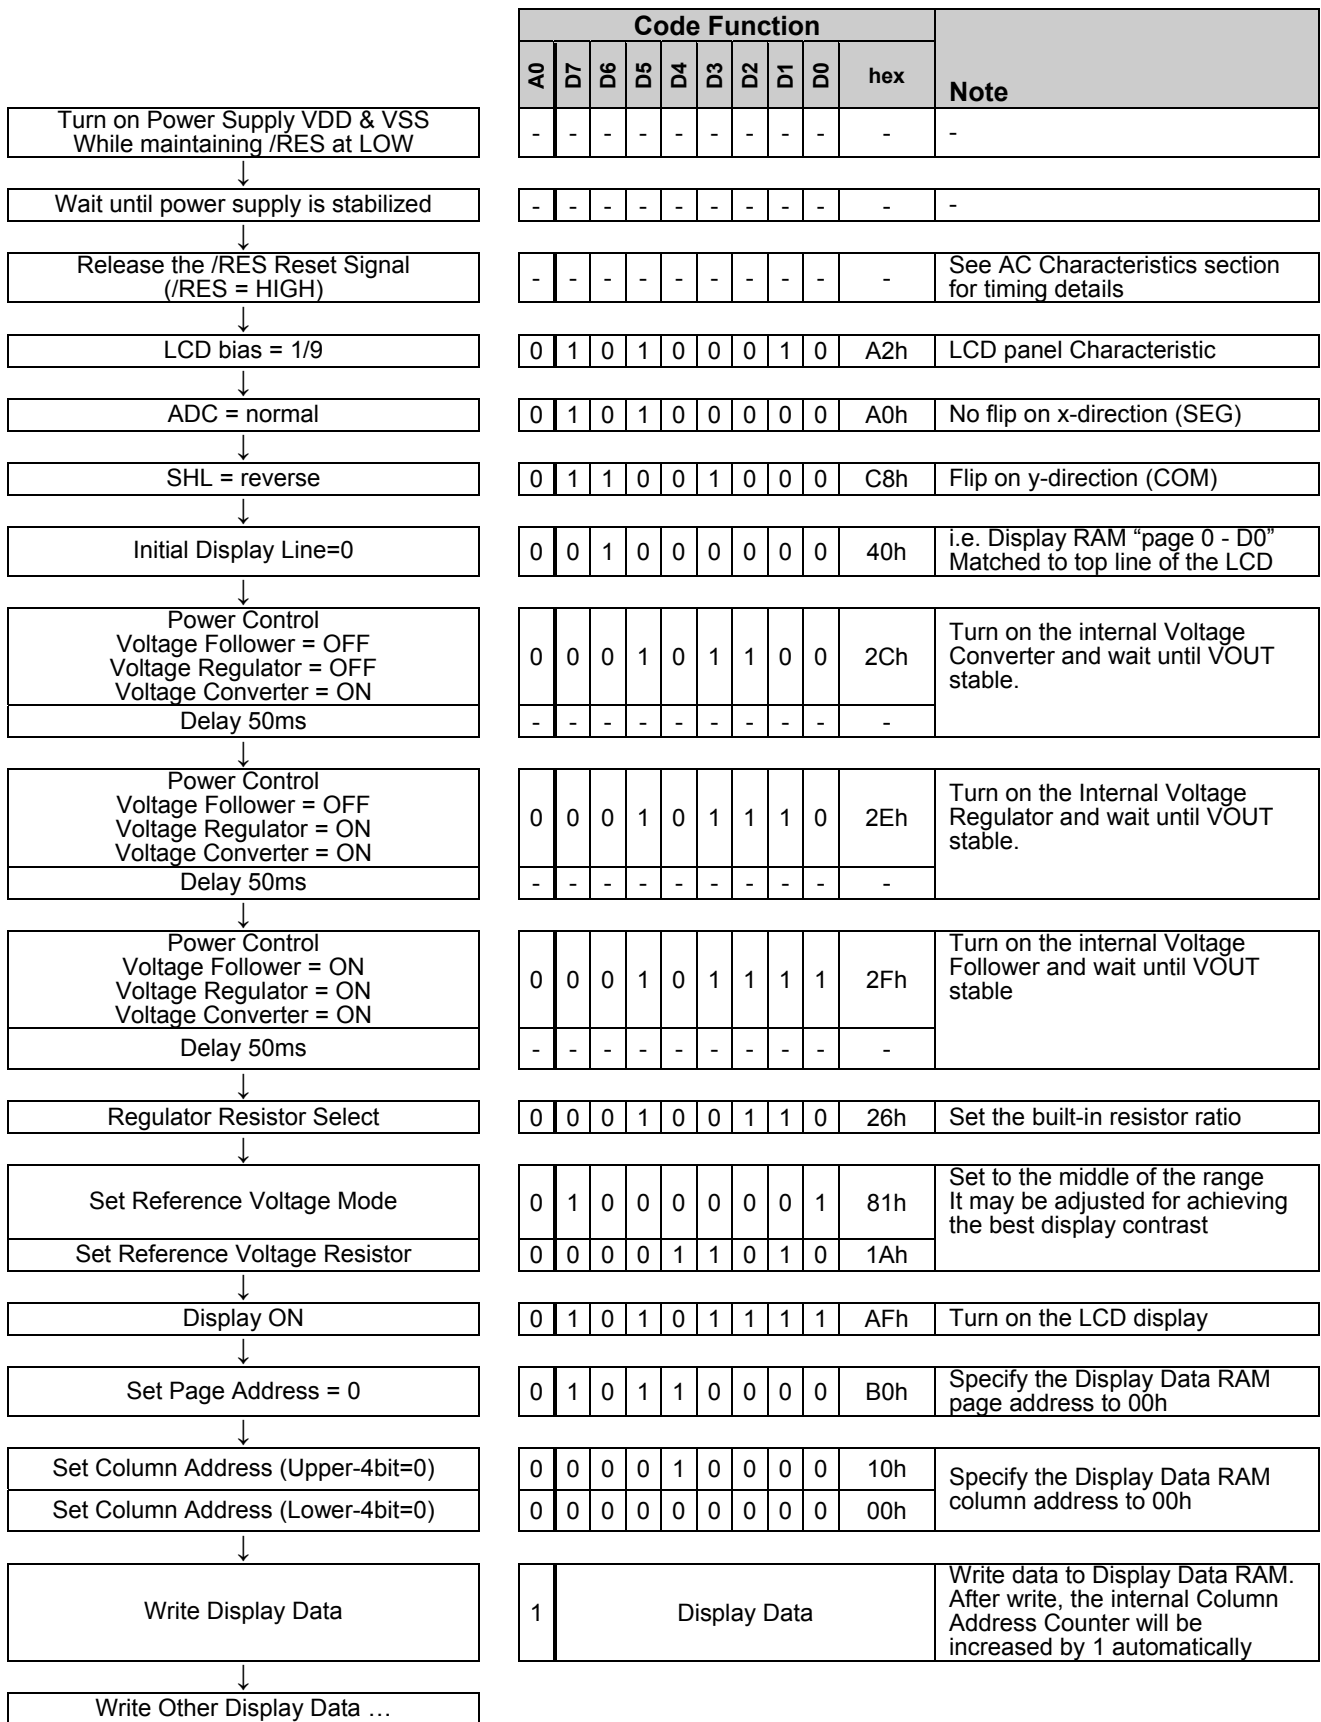 Code Function
A0 D7 D6 D5 D4 D3 D2 D1 D0 hex Note
Turn on Power Supply VDD & VSS
While maintaining /RES at LOW
- - - - - - - - - - -
↓
Wait until power supply is stabilized
- - - - - - - - - - -
↓
Release the /RES Reset Signal
(/RES = HIGH)
- - - - - - - - - -
See AC Characteristics section
for timing details
↓
LCD bias = 1/9
0 1 0 1 0 0 0 1 0 A2h
LCD panel Characteristic
↓
ADC = normal
0 1 0 1 0 0 0 0 0 A0h
No flip on x-direction (SEG)
↓
SHL = reverse
0 1 1 0 0 1 0 0 0 C8h
Flip on y-direction (COM)
↓
Initial Display Line=0
0 0 1 0 0 0 0 0 0 40h
i.e. Display RAM “page 0 - D0”
Matched to top line of the LCD
↓
Power Control
Voltage Follower = OFF
Voltage Regulator = OFF
Voltage Converter = ON
0 0 0 1 0 1 1 0 0 2Ch
Turn on the internal Voltage
Converter and wait until VOUT
stable.
Delay 50ms
- - - - - - - - - -
↓
Power Control
Voltage Follower = OFF
Voltage Regulator = ON
Voltage Converter = ON
0 0 0 1 0 1 1 1 0 2Eh
Turn on the Internal Voltage
Regulator and wait until VOUT
stable.
Delay 50ms
- - - - - - - - - -
↓
Power Control
Voltage Follower = ON
Voltage Regulator = ON
Voltage Converter = ON
0 0 0 1 0 1 1 1 1 2Fh
Turn on the internal Voltage
Follower and wait until VOUT
stable
Delay 50ms
- - - - - - - - - -
↓
Regulator Resistor Select
0 0 0 1 0 0 1 1 0 26h
Set the built-in resistor ratio
↓
Set Reference Voltage Mode
0 1 0 0 0 0 0 0 1 81h
Set to the middle of the range
It may be adjusted for achieving
the best display contrast
Set Reference Voltage Resistor
0 0 0 0 1 1 0 1 0 1Ah
↓
Display ON
0 1 0 1 0 1 1 1 1 AFh
Turn on the LCD display
↓
Set Page Address = 0
0 1 0 1 1 0 0 0 0 B0h
Specify the Display Data RAM
page address to 00h
↓
Set Column Address (Upper-4bit=0)
0 0 0 0 1 0 0 0 0 10h
Set Column Address (Lower-4bit=0)
0 0 0 0 0 0 0 0 0 00h
Specify the Display Data RAM
column address to 00h
↓
Write Display Data
1 Display Data
Write data to Display Data RAM.
After write, the internal Column
Address Counter will be
increased by 1 automatically
↓
Write Other Display Data …